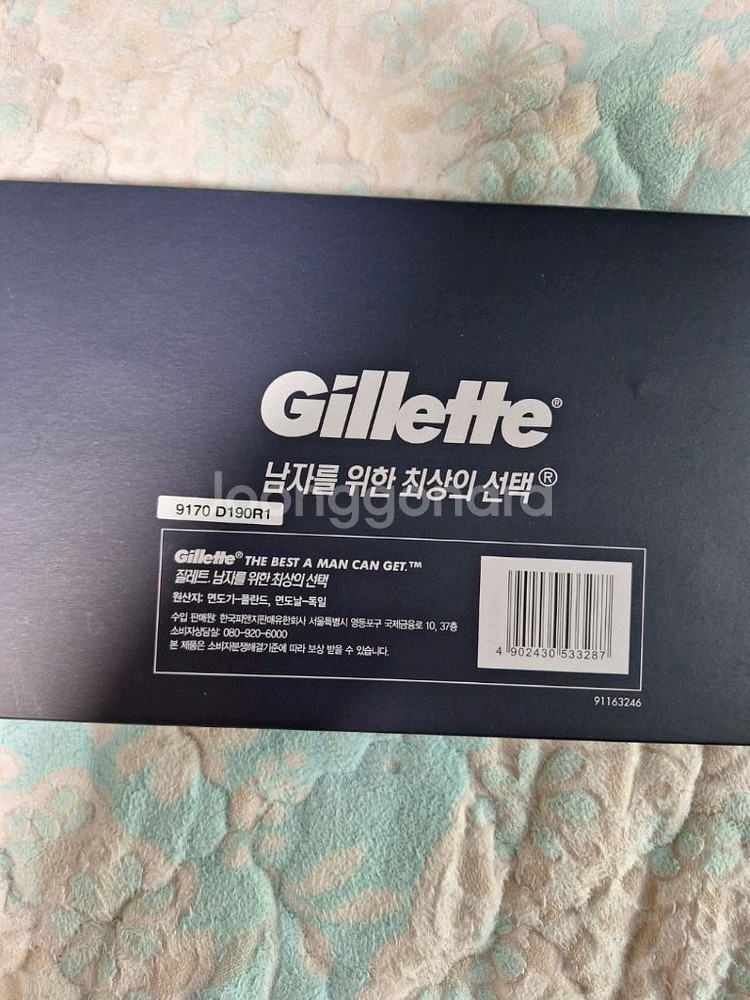 Gillette®
남자를 위한 최상의 선택®
joonggonara
9170 D190R1
Gillette® THE BEST A MAN CAN GET.™
질레트. 남자를 위한 최상의 선택
원산지: 면도기-폴란드, 면도날-독일
수입 판매원: 한국피앤지판매유한회사 서울특별시 영등포구 국제금융로 10, 37층
소비자상담실: 080-920-6000
본 제품은 소비자분쟁해결기준에 따라 보상 받을 수 있습니다.
4 902430 533287
91163246